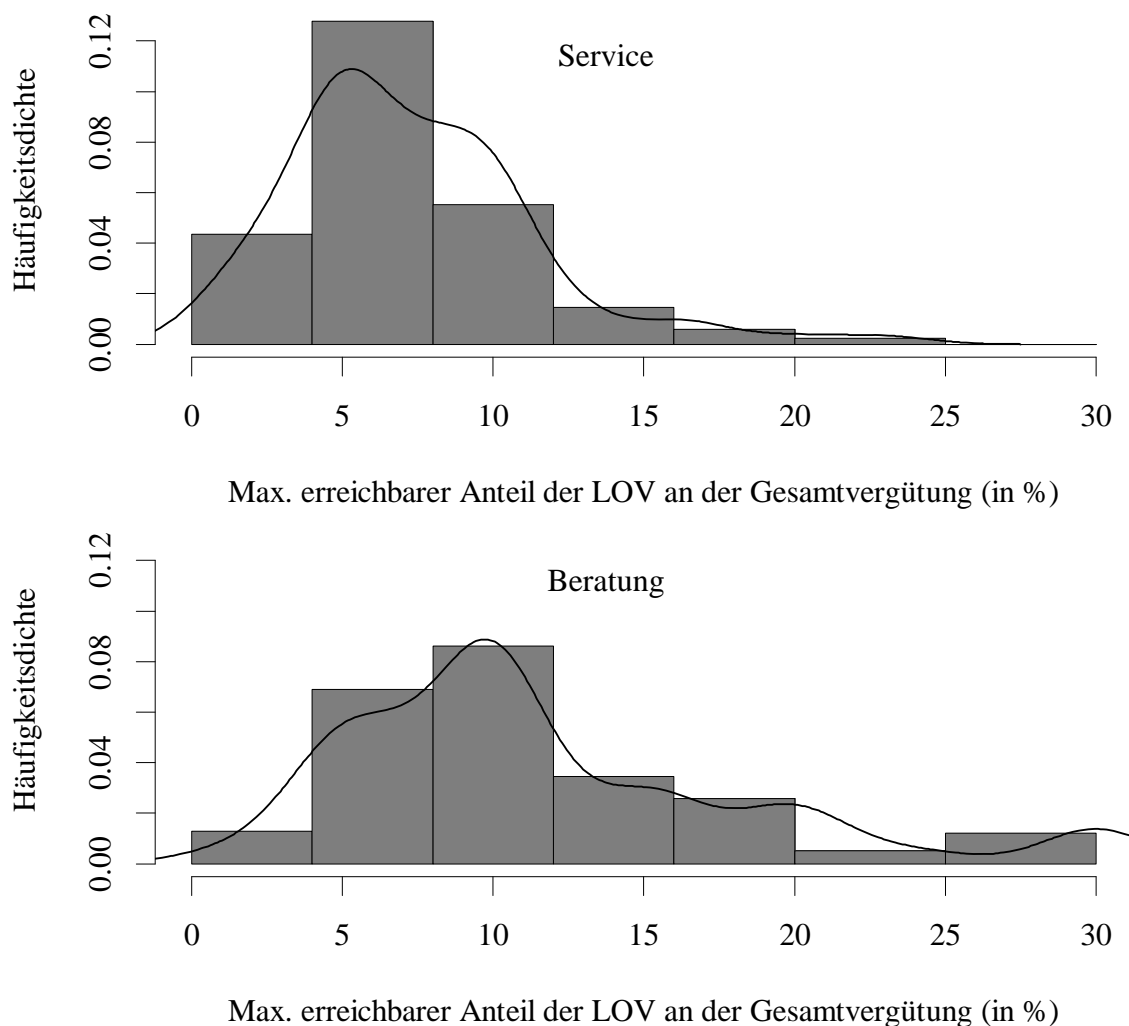 Service
Häufigkeitsdichte
0.12
0.08
0.04
0.00
0 5 10 15 20 25 30
Max. erreichbarer Anteil der LOV an der Gesamtvergütung (in %)
Beratung
Häufigkeitsdichte
0.12
0.08
0.04
0.00
0 5 10 15 20 25 30
Max. erreichbarer Anteil der LOV an der Gesamtvergütung (in %)